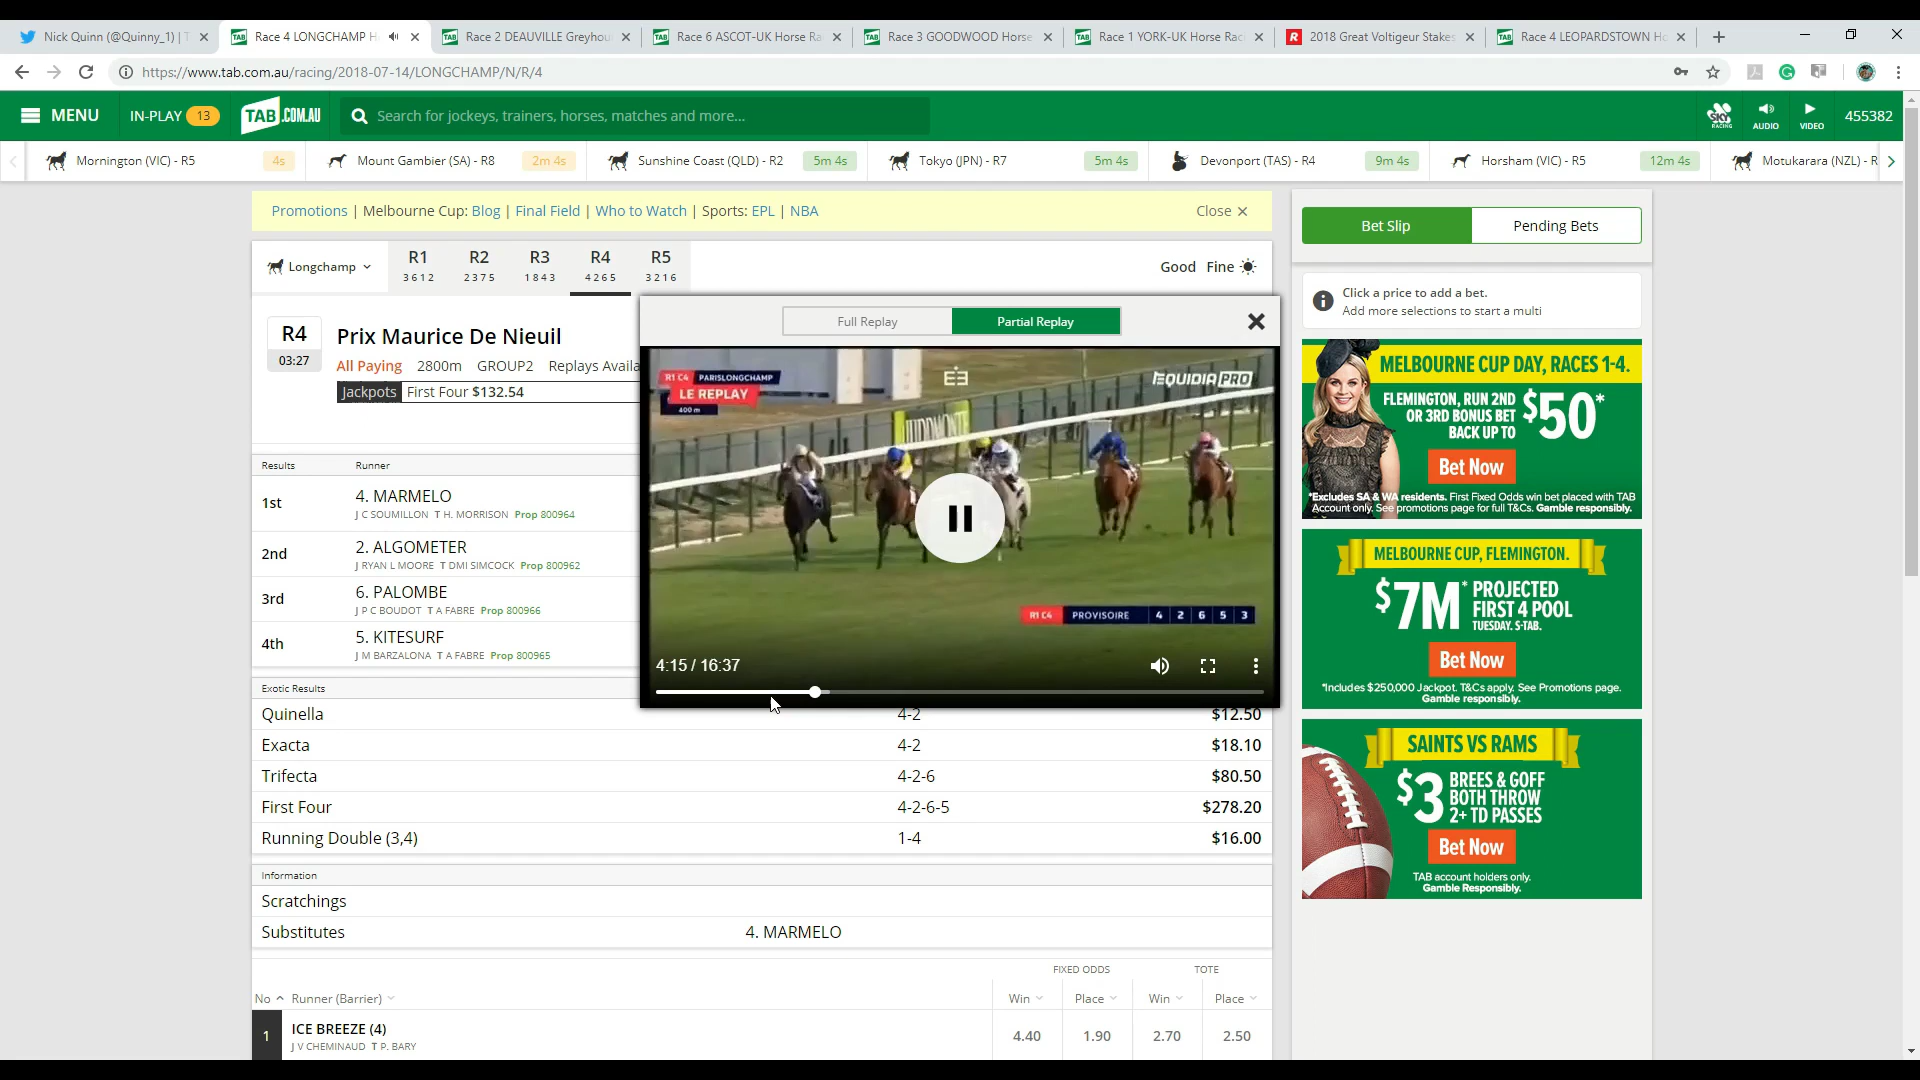 Nick Quinn (@Quinny_1) | T
Race 4 LONGCHAMP H
Race 2 DEAUVILLE Greyhou
Race 6 ASCOT-UK Horse Ra
Race 3 GOODWOOD Horse
Race 1 YORK-UK Horse Raci
2018 Great Voltigeur Stakes
Race 4 LEOPARDSTOWN Ho
https://www.tab.com.au/racing/2018-07-14/LONGCHAMP/N/R/4
MENU
IN-PLAY 13
TAB.COM.AU
Search for jockeys, trainers, horses, matches and more...
SKY RACING
AUDIO
VIDEO
455382
Mornington (VIC) - R5 4s
Mount Gambier (SA) - R8 2m 4s
Sunshine Coast (QLD) - R2 5m 4s
Tokyo (JPN) - R7 5m 4s
Devonport (TAS) - R4 9m 4s
Horsham (VIC) - R5 12m 4s
Motukarara (NZL) - R
Promotions | Melbourne Cup: Blog | Final Field | Who to Watch | Sports: EPL | NBA
Close ×
Longchamp
R1 3612
R2 2375
R3 1843
R4 4265
R5 3216
Good Fine
R4
03:27
Prix Maurice De Nieuil
All Paying 2800m GROUP2 Replays Availa
Jackpots First Four $132.54
Results Runner
1st
4. MARMELO
J C SOUMILLON T H. MORRISON Prop 800964
2nd
2. ALGOMETER
J RYAN L MOORE T DMI SIMCOCK Prop 800962
3rd
6. PALOMBE
J P C BOUDOT T A FABRE Prop 800966
4th
5. KITESURF
J M BARZALONA T A FABRE Prop 800965
Full Replay
Partial Replay
R1 C4 PARISLONGCHAMP
LE REPLAY
400 m
EQUIDIA PRO
R1 C4 PROVISOIRE 4 2 6 5 3
4:15 / 16:37
Exotic Results
Quinella 4-2 $12.50
Exacta 4-2 $18.10
Trifecta 4-2-6 $80.50
First Four 4-2-6-5 $278.20
Running Double (3,4) 1-4 $16.00
Information
Scratchings
Substitutes 4. MARMELO
FIXED ODDS TOTE
No Runner (Barrier) Win Place Win Place
1 ICE BREEZE (4) 4.40 1.90 2.70 2.50
J V CHEMINAUD T P. BARY
Bet Slip
Pending Bets
Click a price to add a bet.
Add more selections to start a multi
MELBOURNE CUP DAY, RACES 1-4.
FLEMINGTON, RUN 2ND
OR 3RD BONUS BET
BACK UP TO
$50*
Bet Now
*Excludes SA & WA residents. First Fixed Odds win bet placed with TAB
Account only. See promotions page for full T&Cs. Gamble responsibly.
MELBOURNE CUP, FLEMINGTON.
$7M*
PROJECTED
FIRST 4 POOL
TUESDAY. S-TAB.
Bet Now
*Includes $250,000 Jackpot. T&Cs apply. See Promotions page.
Gamble responsibly.
SAINTS VS RAMS
$3
BREES & GOFF
BOTH THROW
2+ TD PASSES
Bet Now
TAB account holders only.
Gamble Responsibly.